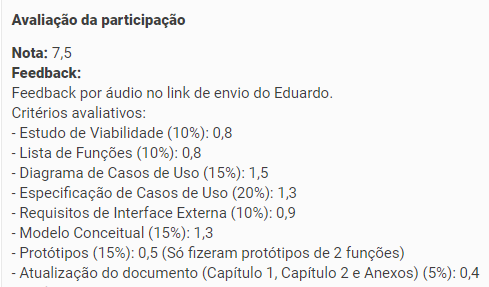 Avaliação da participação
Nota: 7,5
Feedback:
Feedback por áudio no link de envio do Eduardo.
Critérios avaliativos:
- Estudo de Viabilidade (10%): 0,8
- Lista de Funções (10%): 0,8
- Diagrama de Casos de Uso (15%): 1,5
- Especificação de Casos de Uso (20%): 1,3
- Requisitos de Interface Externa (10%): 0,9
- Modelo Conceitual (15%): 1,3
- Protótipos (15%): 0,5 (Só fizeram protótipos de 2 funções)
- Atualização do documento (Capítulo 1, Capítulo 2 e Anexos) (5%): 0,4